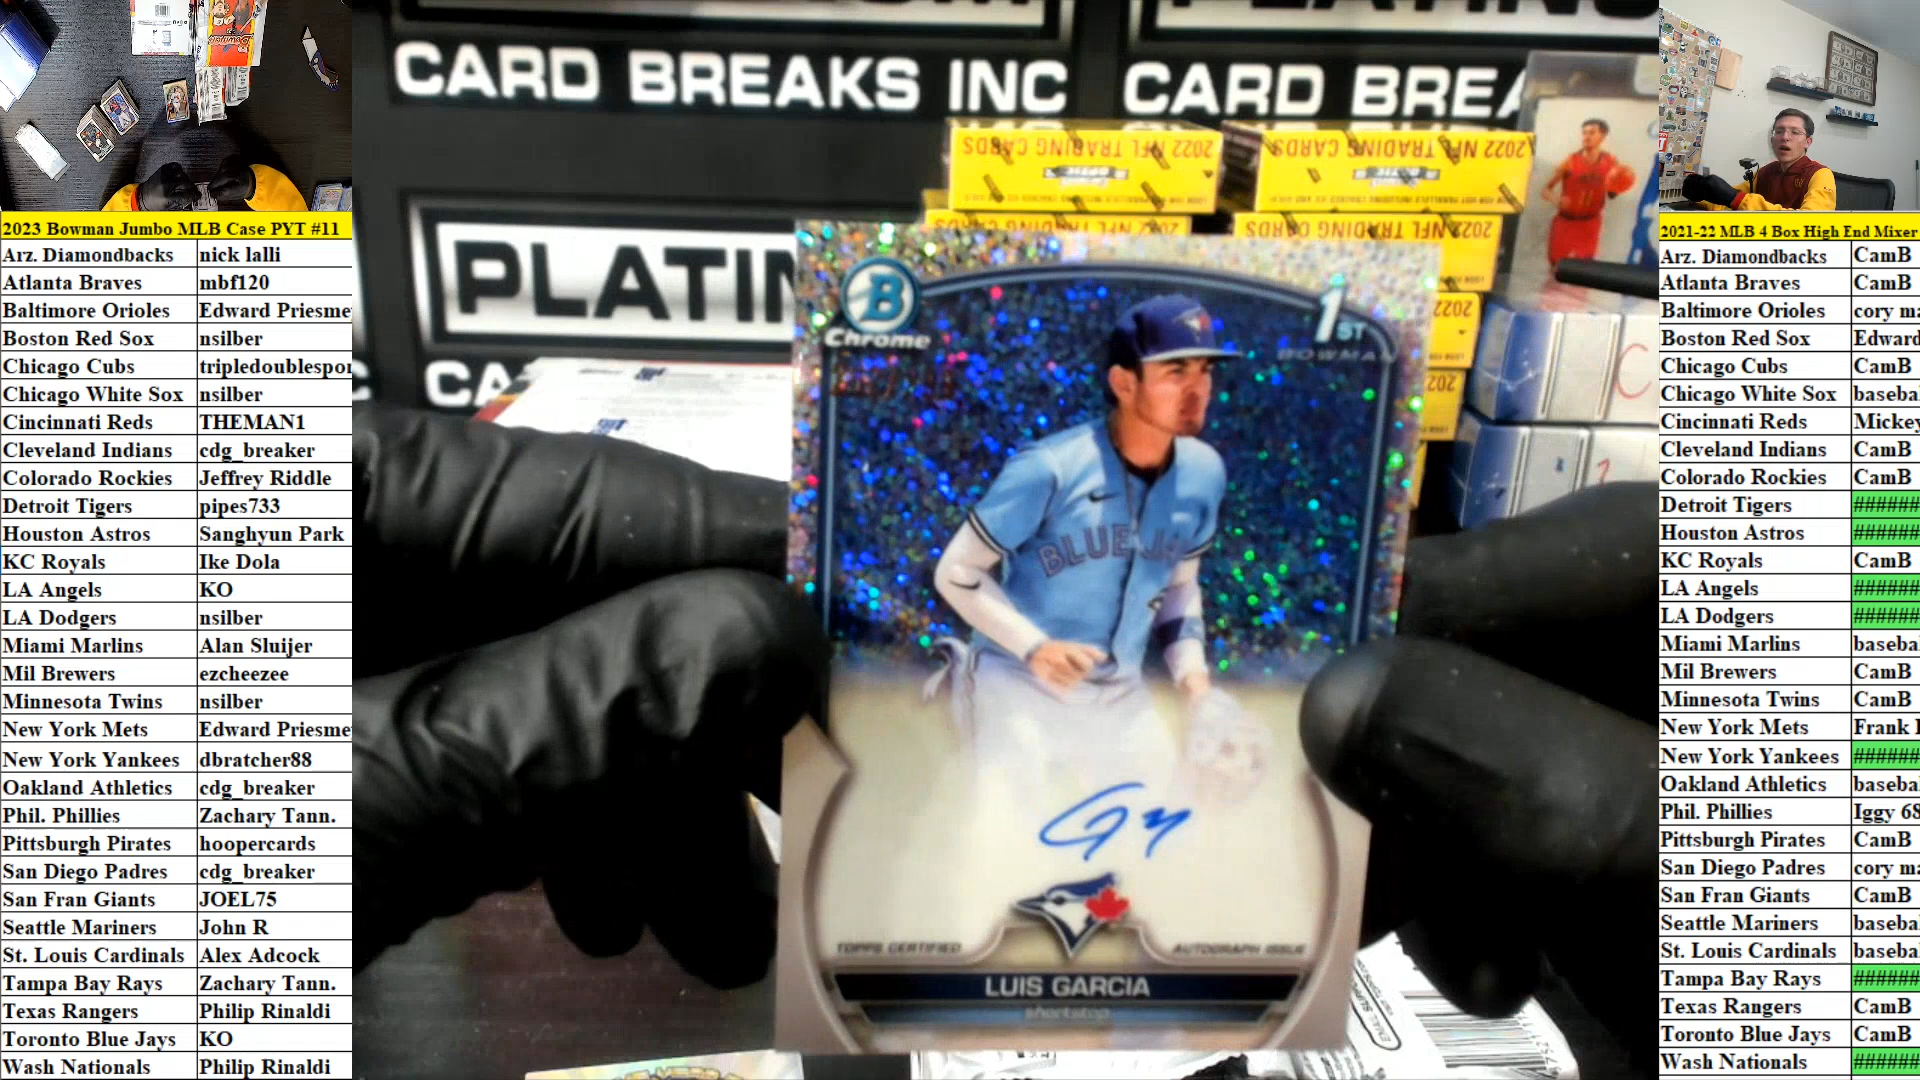 CARD BREAKS INC
CARD BREA
2022 NFL TRADING CARDS
2022 NFL TRADING CARDS
PLATIN
CA
B
Chrome
1ST
BOWMAN
BLUE JA
TOPPS CERTIFIED
AUTOGRAPH ISSUE
LUIS GARCIA
shortstop
2023 Bowman Jumbo MLB Case PYT #11
Arz. Diamondbacks nick lalli
Atlanta Braves mbf120
Baltimore Orioles Edward Priesme
Boston Red Sox nsilber
Chicago Cubs tripledoublespor
Chicago White Sox nsilber
Cincinnati Reds THEMAN1
Cleveland Indians cdg_breaker
Colorado Rockies Jeffrey Riddle
Detroit Tigers pipes733
Houston Astros Sanghyun Park
KC Royals Ike Dola
LA Angels KO
LA Dodgers nsilber
Miami Marlins Alan Sluijer
Mil Brewers ezcheezee
Minnesota Twins nsilber
New York Mets Edward Priesme
New York Yankees dbratcher88
Oakland Athletics cdg_breaker
Phil. Phillies Zachary Tann.
Pittsburgh Pirates hoopercards
San Diego Padres cdg_breaker
San Fran Giants JOEL75
Seattle Mariners John R
St. Louis Cardinals Alex Adcock
Tampa Bay Rays Zachary Tann.
Texas Rangers Philip Rinaldi
Toronto Blue Jays KO
Wash Nationals Philip Rinaldi
2021-22 MLB 4 Box High End Mixer
Arz. Diamondbacks CamB
Atlanta Braves CamB
Baltimore Orioles cory ma
Boston Red Sox Edward
Chicago Cubs CamB
Chicago White Sox baseba
Cincinnati Reds Mickey
Cleveland Indians CamB
Colorado Rockies CamB
Detroit Tigers ######
Houston Astros ######
KC Royals CamB
LA Angels ######
LA Dodgers ######
Miami Marlins baseba
Mil Brewers CamB
Minnesota Twins CamB
New York Mets Frank
New York Yankees ######
Oakland Athletics baseba
Phil. Phillies Iggy 68
Pittsburgh Pirates CamB
San Diego Padres cory ma
San Fran Giants CamB
Seattle Mariners baseba
St. Louis Cardinals baseba
Tampa Bay Rays ######
Texas Rangers CamB
Toronto Blue Jays CamB
Wash Nationals ######